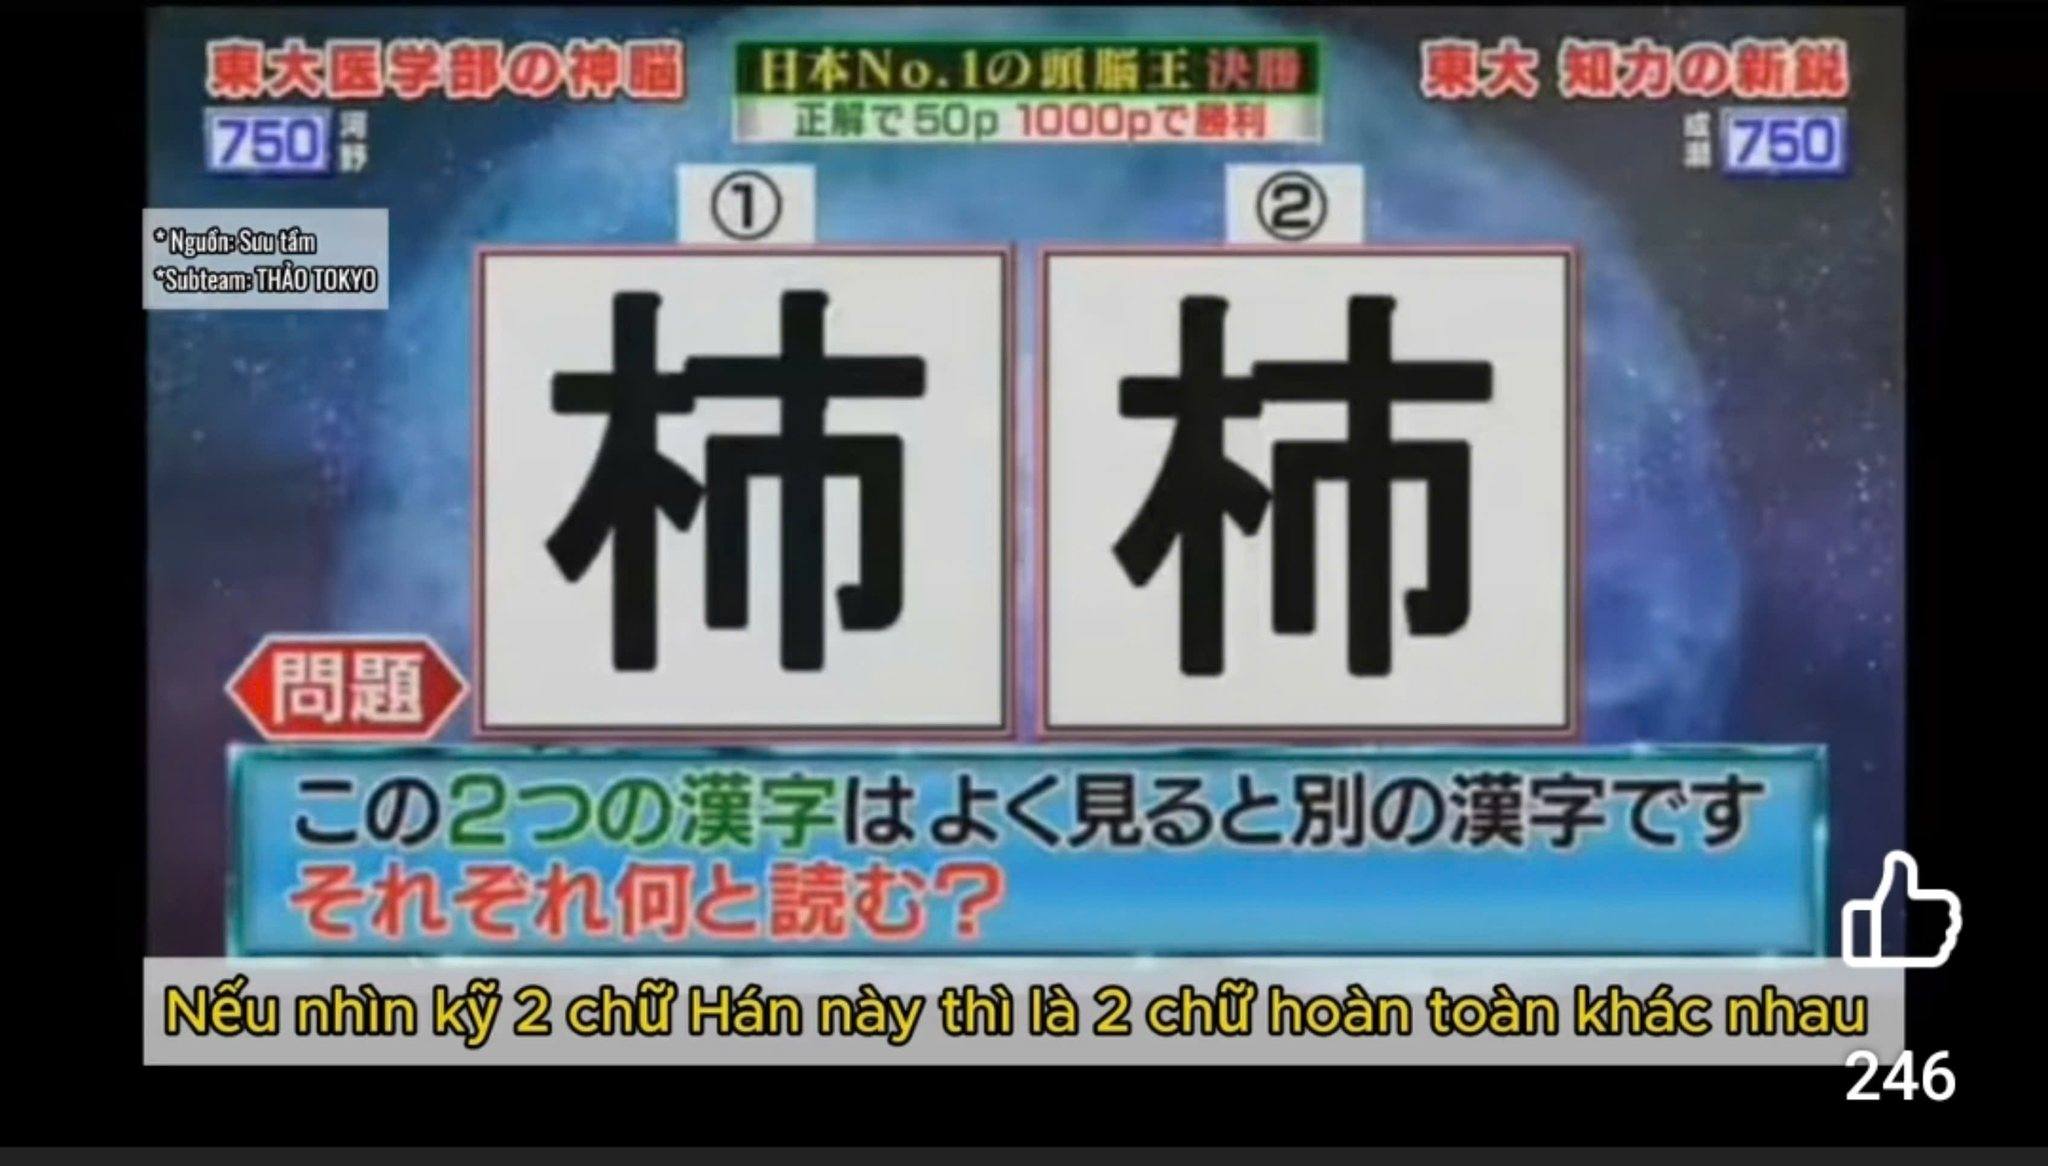 東大医学部の神脳
日本No.1の頭脳王 決勝
東大 知力の新鋭
750 河野
正解で50p 1000pで勝利
成瀬 750
① ②
* Nguồn: Sưu tầm
*Subteam: THẢO TOKYO
柿 杮
問題
この2つの漢字はよく見ると別の漢字です
それぞれ何と読む?
Nếu nhìn kỹ 2 chữ Hán này thì là 2 chữ hoàn toàn khác nhau
246